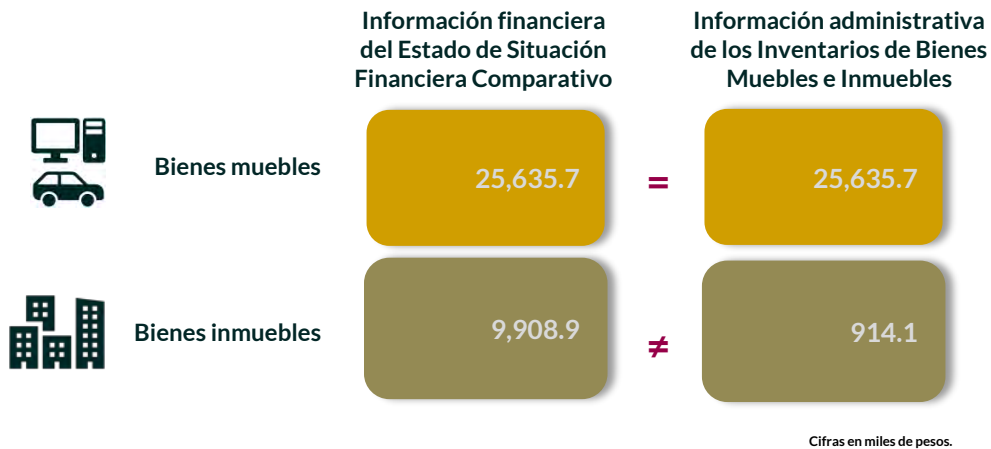 Información financiera
del Estado de Situación
Financiera Comparativo
Información administrativa
de los Inventarios de Bienes
Muebles e Inmuebles
Bienes muebles
25,635.7
=
25,635.7
Bienes inmuebles
9,908.9
≠
914.1
Cifras en miles de pesos.